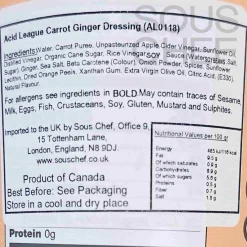 Acid League Carrot Ginger Dressing (AL0118)
Ingredients: Water, Carrot Puree, Unpasteurized Apple Cider Vinegar, Sunflower Oil,
Distilled Vinegar, Organic Cane Sugar, Rice Vinegar, SOY Sauce (Water,
Sugar), Ginger, Sea Salt, Beta Carotene (Colour), Onion Powder, Spices, Sunflower
Lecithin, Dried Orange Peels, Xanthan Gum, Extra Virgin Olive Oil, Citric Acid, (E330),
Natural Flavour.
For allergens see ingredients in BOLD May contain traces of Sesame
Milk, Eggs, Fish, Crustaceans, Soy, Gluten, Mustard and Sulphites.
Imported to the UK by Sous Chef, Office 9,
15 Tottenham Lane,
London, England, N8 9DJ.
www.souschef.co.uk
Product of Canada
Best Before: See Packaging
Store in a cool and dry place
Nutritional Values per 100 g
Energy
Fat
Of which saturates
Carbohydrates
Of which sugars
Proteins
Salt
Protein 0g